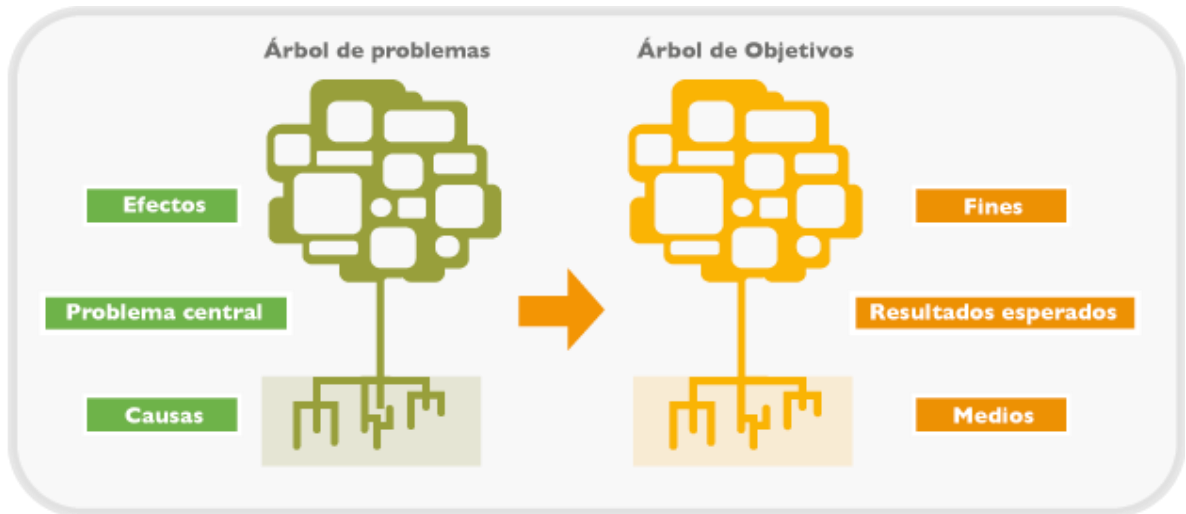 Árbol de problemas
Árbol de Objetivos
Efectos
Fines
Problema central
Resultados esperados
Causas
Medios